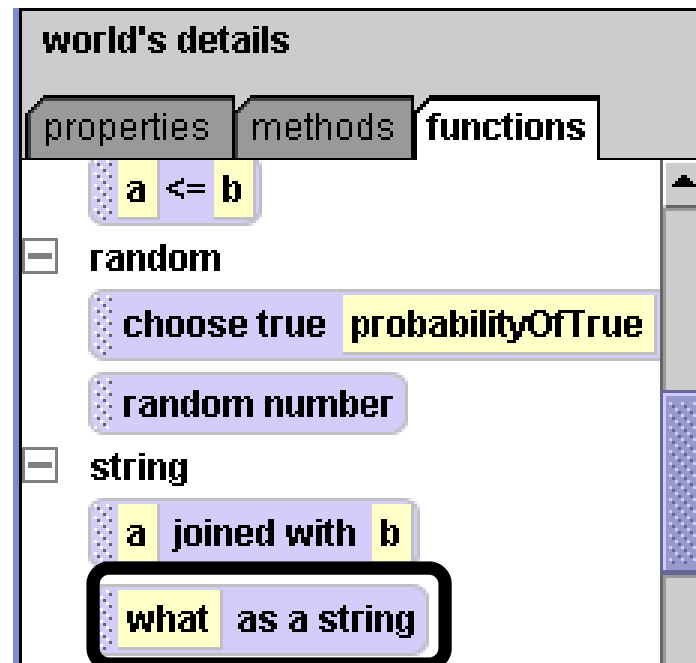 world's details
properties methods functions
a <= b
random
choose true probabilityOfTrue
random number
string
a joined with b
what as a string